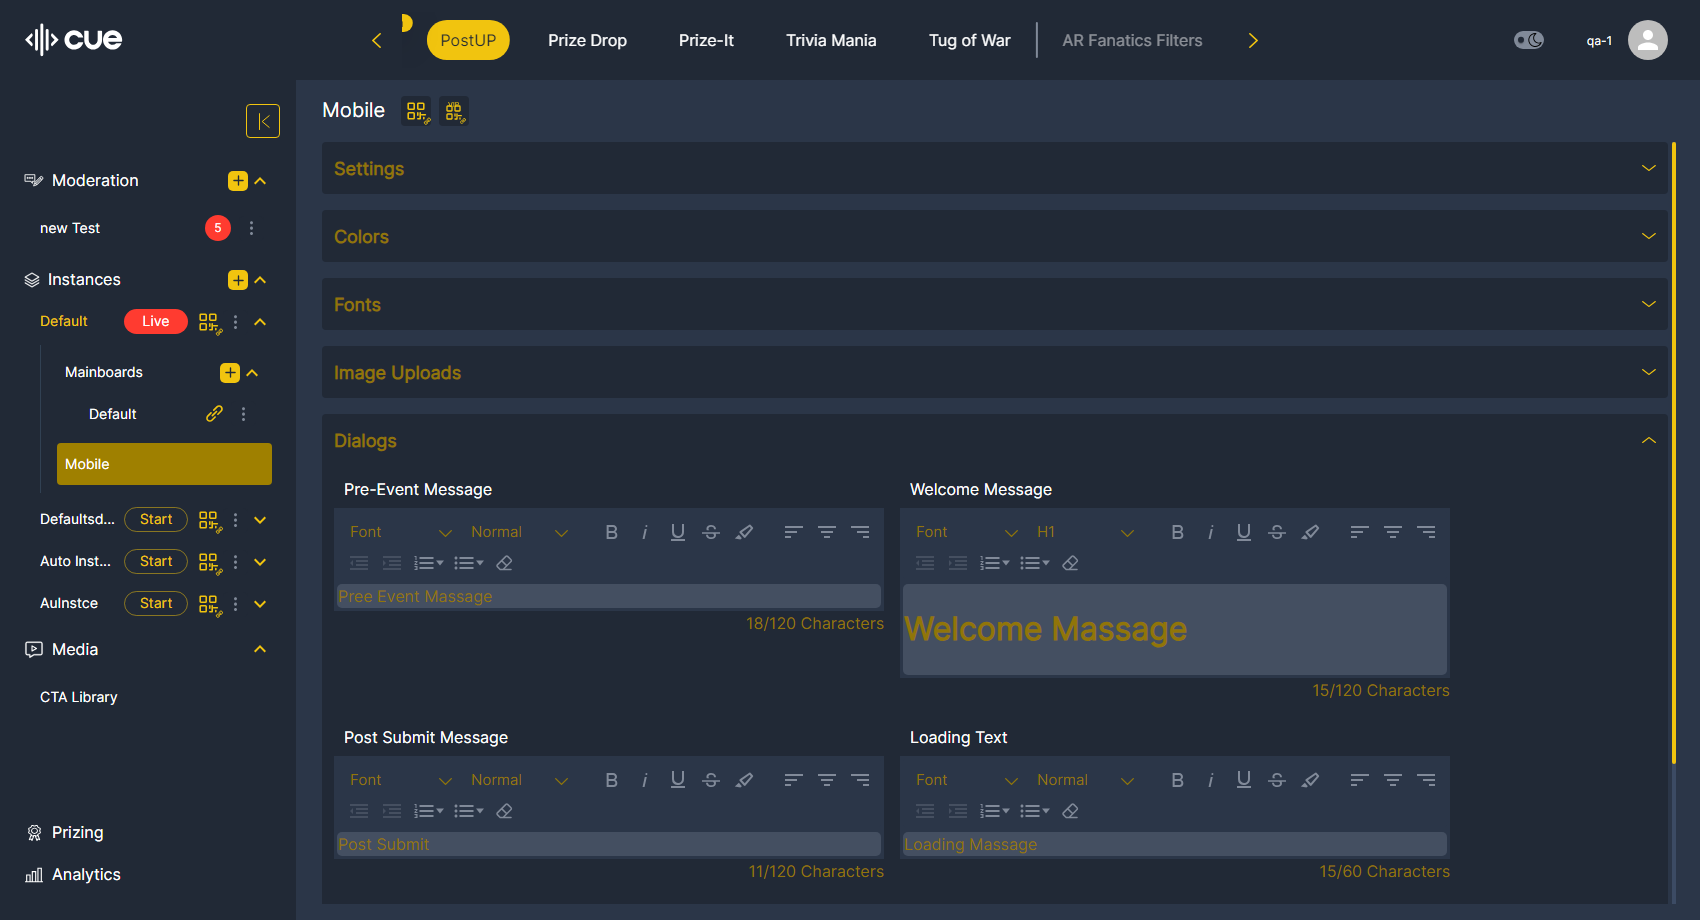 cue
PostUP
Prize Drop
Prize-It
Trivia Mania
Tug of War
AR Fanatics Filters
qa-1
Moderation
new Test
5
Instances
Default
Live
Mainboards
Default
Mobile
Defaultsd...
Start
Auto Inst...
Start
AuInstce
Start
Media
CTA Library
Prizing
Analytics
Mobile
VIP
Settings
Colors
Fonts
Image Uploads
Dialogs
Pre-Event Message
Font
Normal
Pree Event Massage
18/120 Characters
Welcome Message
Font
H1
Welcome Massage
15/120 Characters
Post Submit Message
Font
Normal
Post Submit
11/120 Characters
Loading Text
Font
Normal
Loading Massage
15/60 Characters